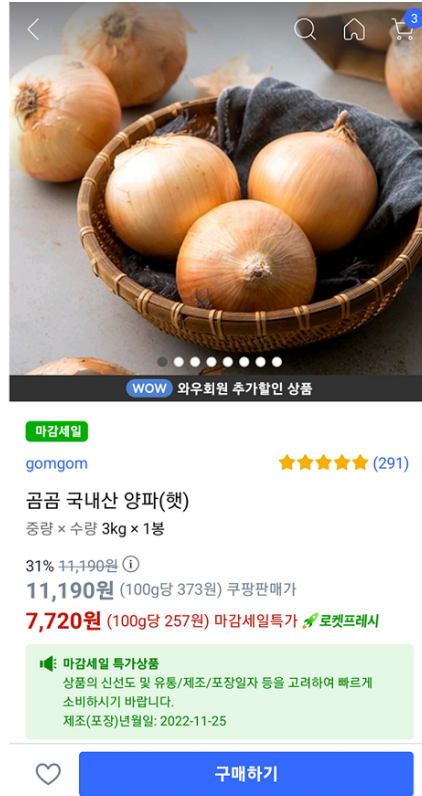 3
WOW 와우회원 추가할인 상품
마감세일
gomgom (291)
곰곰 국내산 양파(햇)
중량 × 수량 3kg × 1봉
31% 11,190원 i
11,190원 (100g당 373원) 쿠팡판매가
7,720원 (100g당 257원) 마감세일특가 로켓프레시
마감세일 특가상품
상품의 신선도 및 유통/제조/포장일자 등을 고려하여 빠르게
소비하시기 바랍니다.
제조(포장)년월일: 2022-11-25
구매하기